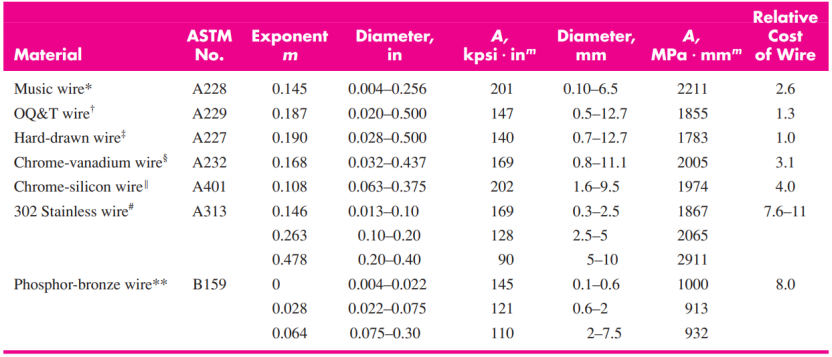 Relative
ASTM Exponent Diameter, A, Diameter, A, Cost
Material No. m in kpsi · inᵐ mm MPa · mmᵐ of Wire
Music wire* A228 0.145 0.004–0.256 201 0.10–6.5 2211 2.6
OQ&T wire† A229 0.187 0.020–0.500 147 0.5–12.7 1855 1.3
Hard-drawn wire‡ A227 0.190 0.028–0.500 140 0.7–12.7 1783 1.0
Chrome-vanadium wire§ A232 0.168 0.032–0.437 169 0.8–11.1 2005 3.1
Chrome-silicon wire‖ A401 0.108 0.063–0.375 202 1.6–9.5 1974 4.0
302 Stainless wire# A313 0.146 0.013–0.10 169 0.3–2.5 1867 7.6–11
0.263 0.10–0.20 128 2.5–5 2065
0.478 0.20–0.40 90 5–10 2911
Phosphor-bronze wire** B159 0 0.004–0.022 145 0.1–0.6 1000 8.0
0.028 0.022–0.075 121 0.6–2 913
0.064 0.075–0.30 110 2–7.5 932